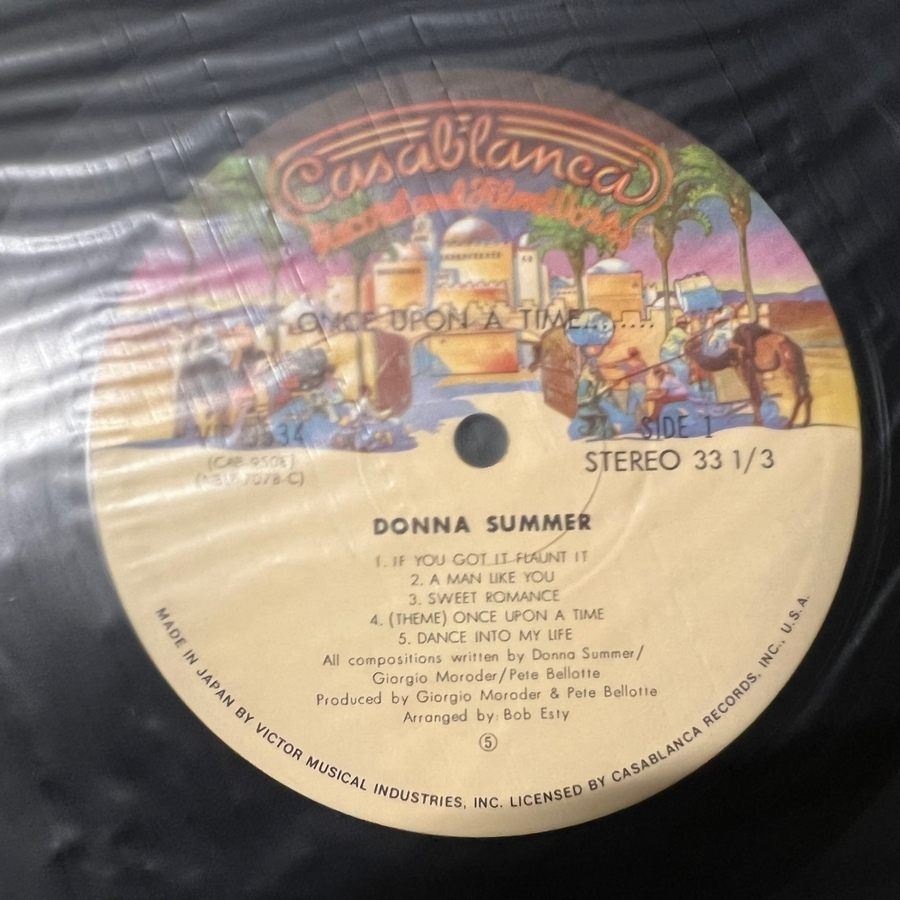 Casablanca
Record and FilmWorks
ONCE UPON A TIME.......
SIDE 1
STEREO 33 1/3
DONNA SUMMER
1. IF YOU GOT IT FLAUNT IT
2. A MAN LIKE YOU
3. SWEET ROMANCE
4. (THEME) ONCE UPON A TIME
5. DANCE INTO MY LIFE
All compositions written by Donna Summer/
Giorgio Moroder/Pete Bellotte
Produced by Giorgio Moroder & Pete Bellotte
Arranged by: Bob Esty
⑤
MADE IN JAPAN BY VICTOR MUSICAL INDUSTRIES, INC. LICENSED BY CASABLANCA RECORDS, INC., U.S.A.